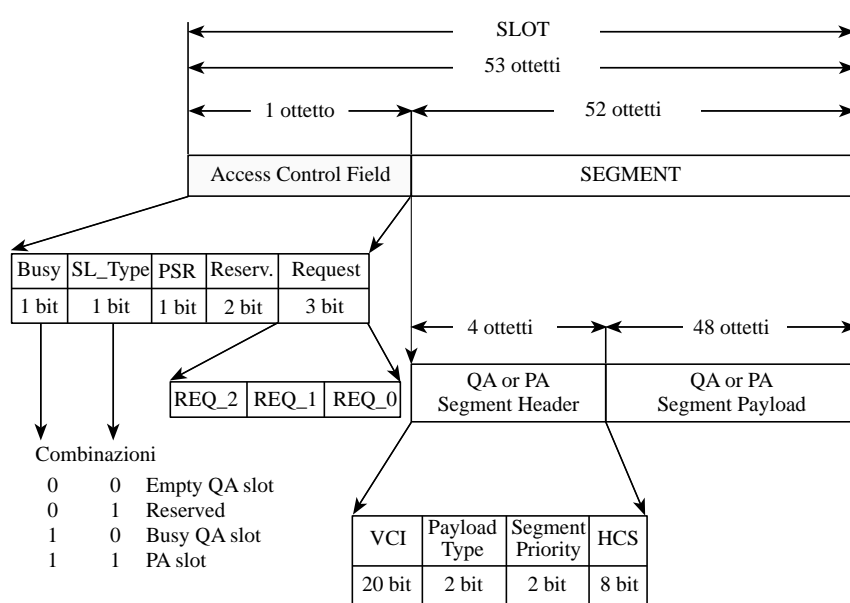 SLOT
53 ottetti
1 ottetto 52 ottetti
Access Control Field SEGMENT
Busy SL_Type PSR Reserv. Request
1 bit 1 bit 1 bit 2 bit 3 bit
4 ottetti 48 ottetti
REQ_2 REQ_1 REQ_0
QA or PA QA or PA
Segment Header Segment Payload
Combinazioni
0 0 Empty QA slot
0 1 Reserved
1 0 Busy QA slot
1 1 PA slot
VCI Payload Type Segment Priority HCS
20 bit 2 bit 2 bit 8 bit